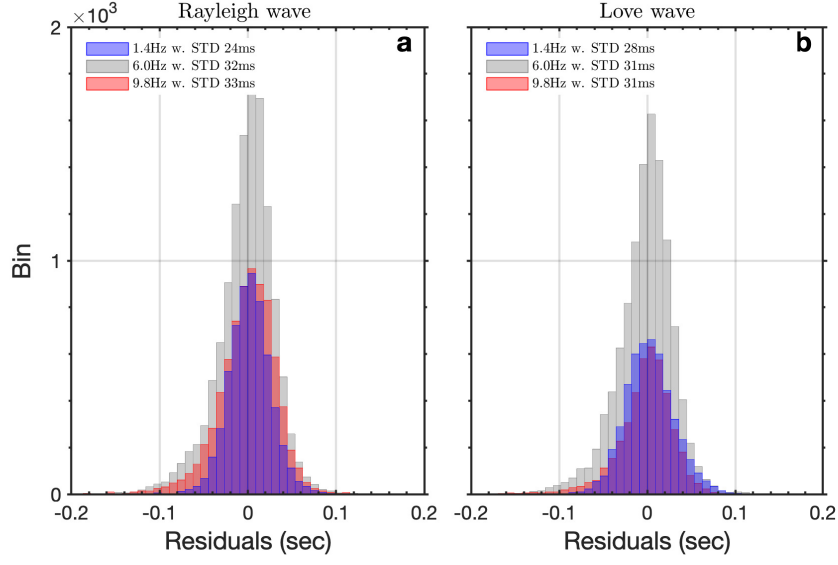 Rayleigh wave
Love wave
×10³
a
b
1.4Hz w. STD 24ms
6.0Hz w. STD 32ms
9.8Hz w. STD 33ms
1.4Hz w. STD 28ms
6.0Hz w. STD 31ms
9.8Hz w. STD 31ms
2
1
0
Bin
-0.2 -0.1 0 0.1 0.2
-0.2 -0.1 0 0.1 0.2
Residuals (sec)
Residuals (sec)